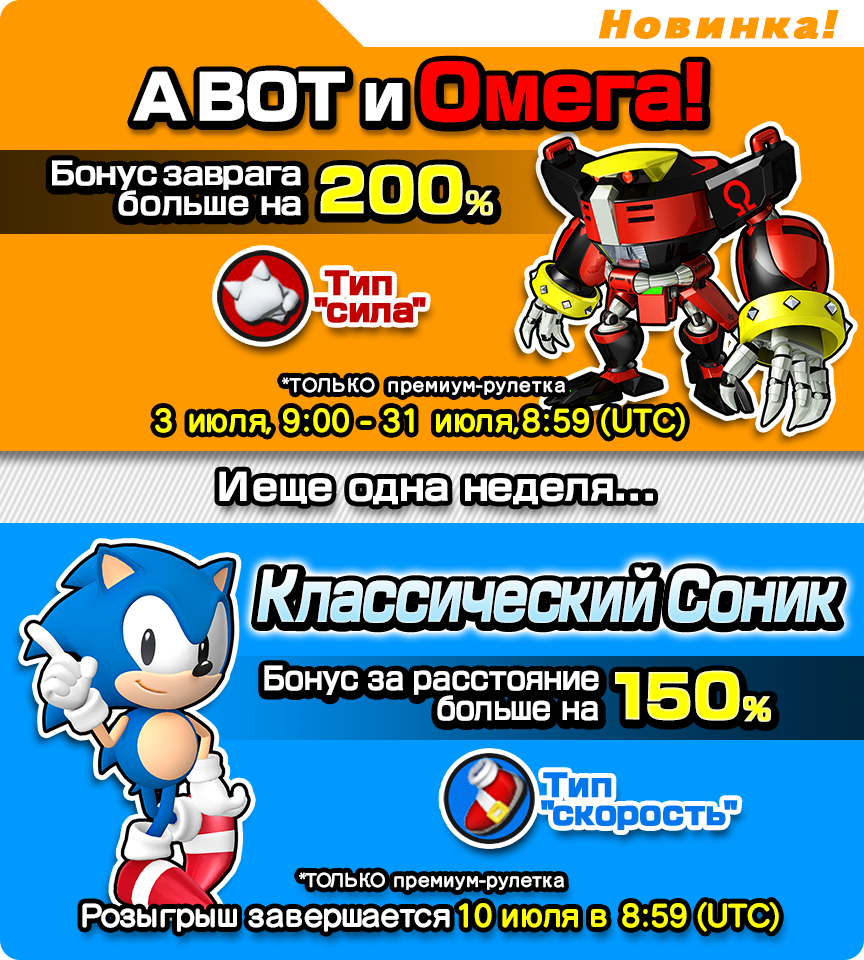 Новинка!
А ВОТ и Омега!
Бонус заврага
больше на 200%
Тип
"сила"
*ТОЛЬКО премиум-рулетка
3 июля, 9:00 - 31 июля,8:59 (UTC)
И еще одна неделя...
Классический Соник
Бонус за расстояние
больше на 150%
Тип
"скорость"
*ТОЛЬКО премиум-рулетка
Розыгрыш завершается 10 июля в 8:59 (UTC)